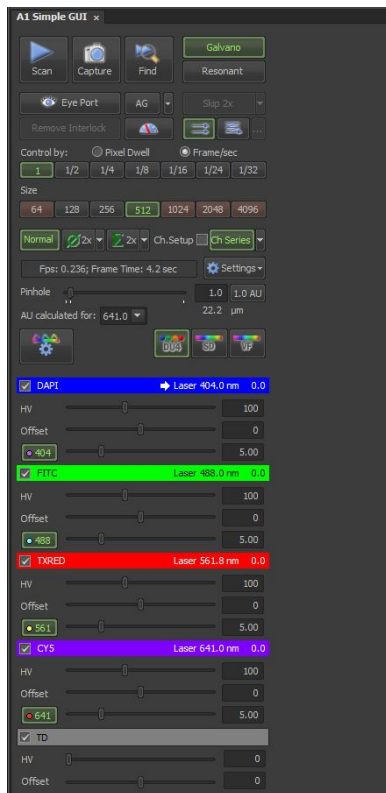 A1 Simple GUI ×
Galvano
Scan Capture Find Resonant
Eye Port AG Skip 2x
Remove Interlock ...
Control by: Pixel Dwell Frame/sec
1 1/2 1/4 1/8 1/16 1/24 1/32
Size
64 128 256 512 1024 2048 4096
Normal 2x 2x Ch.Setup Ch Series
Fps: 0.236; Frame Time: 4.2 sec Settings
Pinhole 1.0 1.0 AU
22.2 µm
AU calculated for: 641.0
DU4 SD VF
DAPI Laser 404.0 nm 0.0
HV 100
Offset 0
404 5.00
FITC Laser 488.0 nm 0.0
HV 100
Offset 0
488 5.00
TXRED Laser 561.8 nm 0.0
HV 100
Offset 0
561 5.00
CY5 Laser 641.0 nm 0.0
HV 100
Offset 0
641 5.00
TD
HV 0
Offset 0